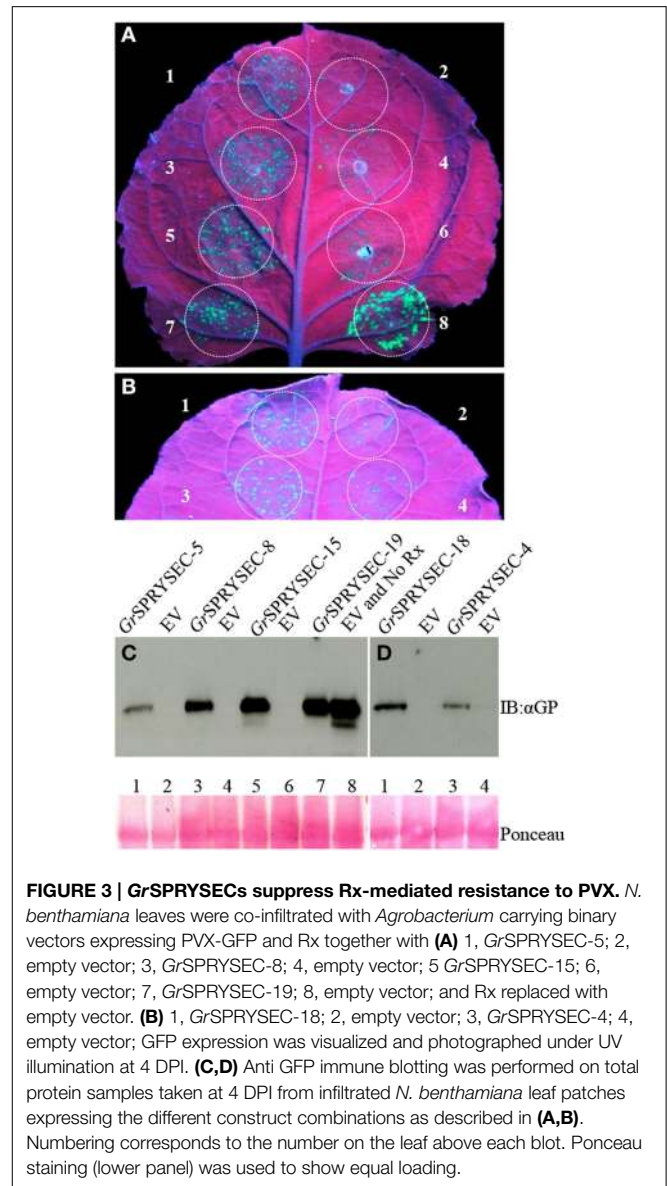 A
1
2
3
4
5
6
7
8
B
1
2
3
4
GrSPRYSEC-5
EV
GrSPRYSEC-8
EV
GrSPRYSEC-15
EV
GrSPRYSEC-19
EV and No Rx
GrSPRYSEC-18
EV
GrSPRYSEC-4
EV
C
D
IB:αGP
1 2 3 4 5 6 7 8 1 2 3 4
Ponceau
FIGURE 3 | GrSPRYSECs suppress Rx-mediated resistance to PVX. N.
benthamiana leaves were co-infiltrated with Agrobacterium carrying binary
vectors expressing PVX-GFP and Rx together with (A) 1, GrSPRYSEC-5; 2,
empty vector; 3, GrSPRYSEC-8; 4, empty vector; 5 GrSPRYSEC-15; 6,
empty vector; 7, GrSPRYSEC-19; 8, empty vector; and Rx replaced with
empty vector. (B) 1, GrSPRYSEC-18; 2, empty vector; 3, GrSPRYSEC-4; 4,
empty vector; GFP expression was visualized and photographed under UV
illumination at 4 DPI. (C,D) Anti GFP immune blotting was performed on total
protein samples taken at 4 DPI from infiltrated N. benthamiana leaf patches
expressing the different construct combinations as described in (A,B).
Numbering corresponds to the number on the leaf above each blot. Ponceau
staining (lower panel) was used to show equal loading.